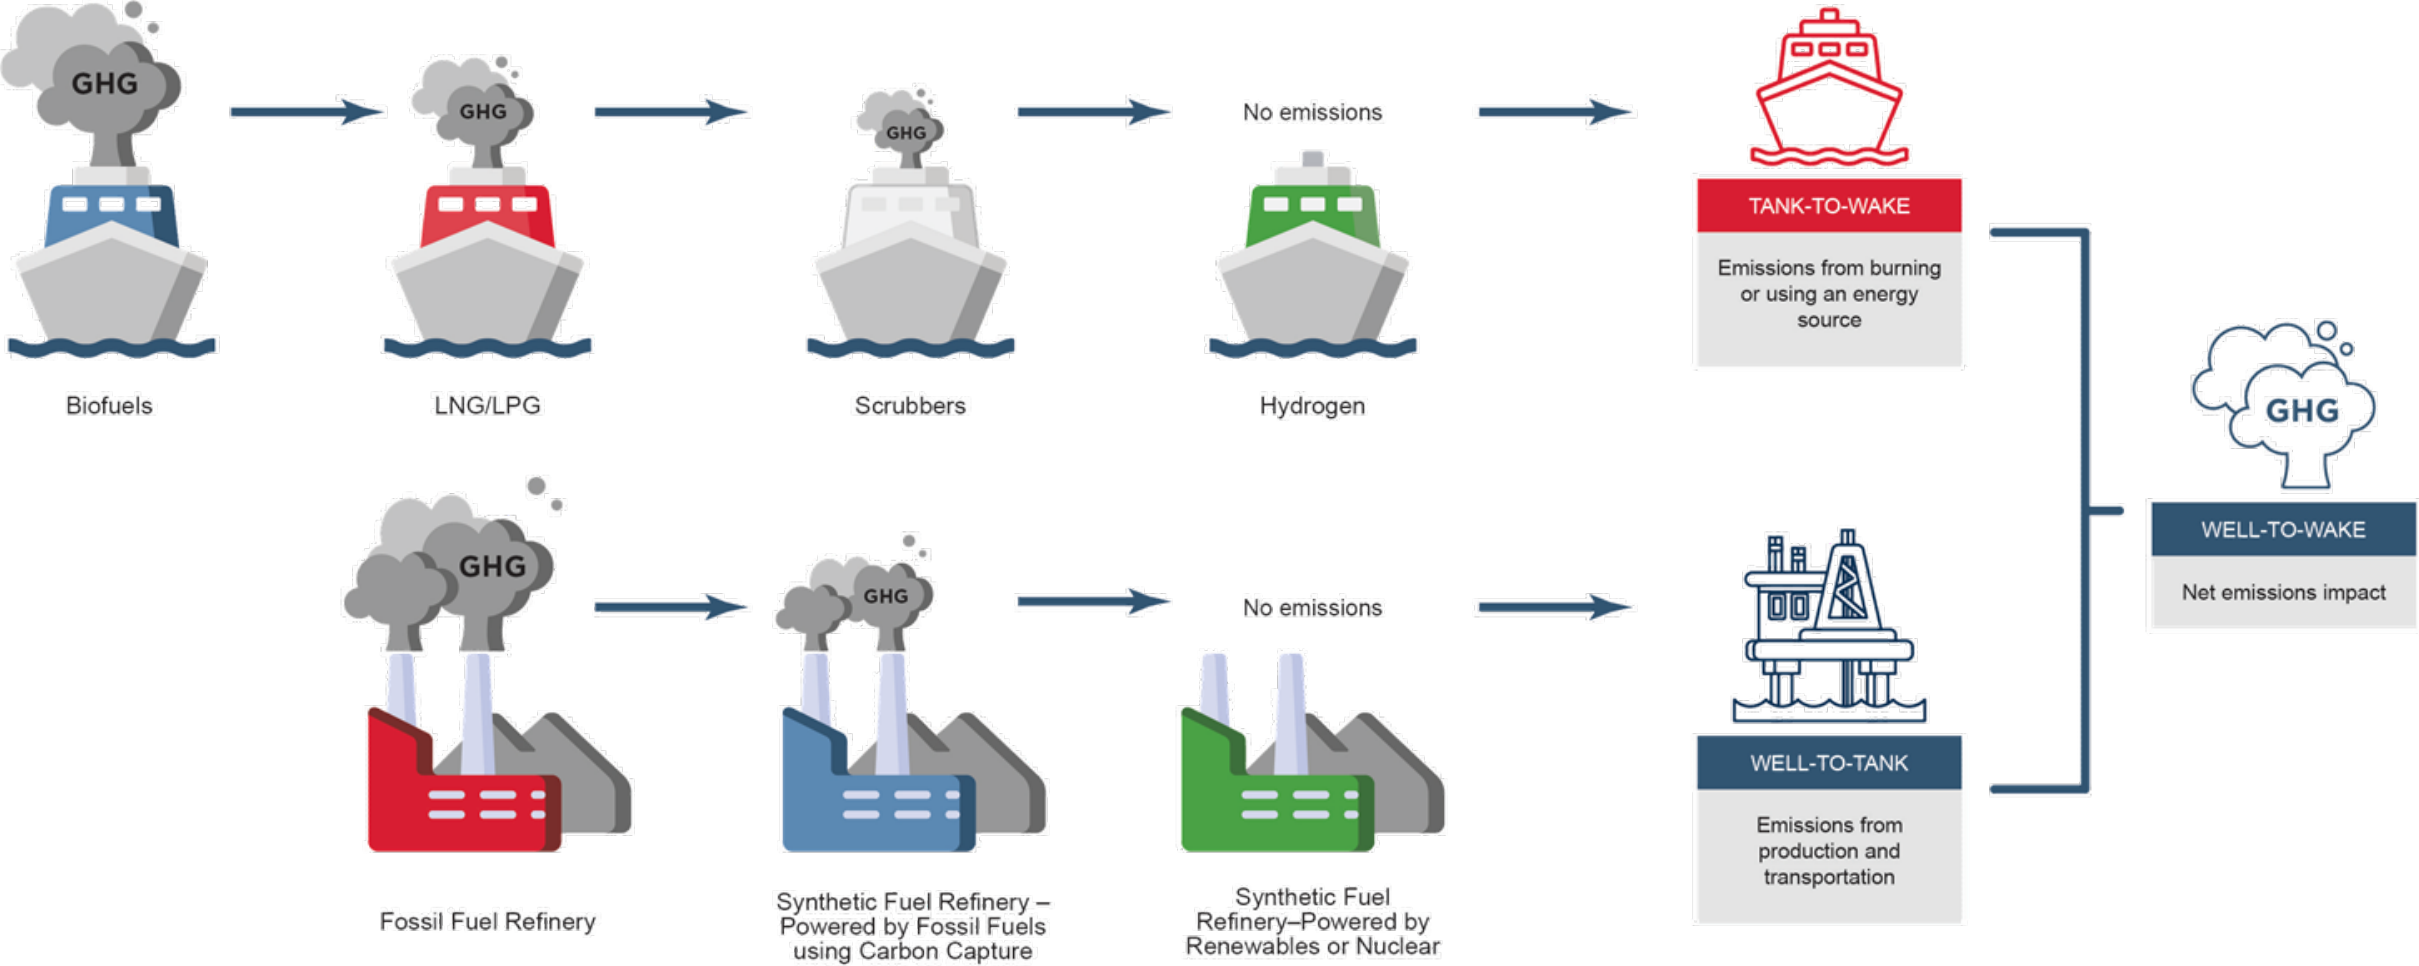 GHG
GHG
GHG
No emissions
Biofuels
LNG/LPG
Scrubbers
Hydrogen
TANK-TO-WAKE
Emissions from burning
or using an energy
source
GHG
GHG
No emissions
Fossil Fuel Refinery
Synthetic Fuel Refinery –
Powered by Fossil Fuels
using Carbon Capture
Synthetic Fuel
Refinery–Powered by
Renewables or Nuclear
WELL-TO-TANK
Emissions from
production and
transportation
GHG
WELL-TO-WAKE
Net emissions impact